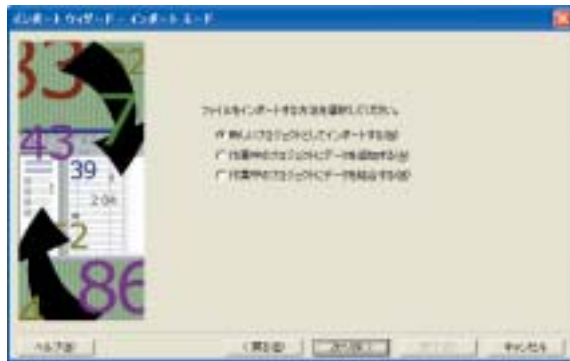 インポート ウィザード - インポート モード
ファイルをインポートする方法を選択してください。
新しいプロジェクトとしてインポートする(N)
作業中のプロジェクトにデータを追加する(A)
作業中のプロジェクトにデータを結合する(M)
33
2
7
43
39
2.04
2
86
4
ヘルプ(H)
< 戻る(B)
次へ(N) >
キャンセル